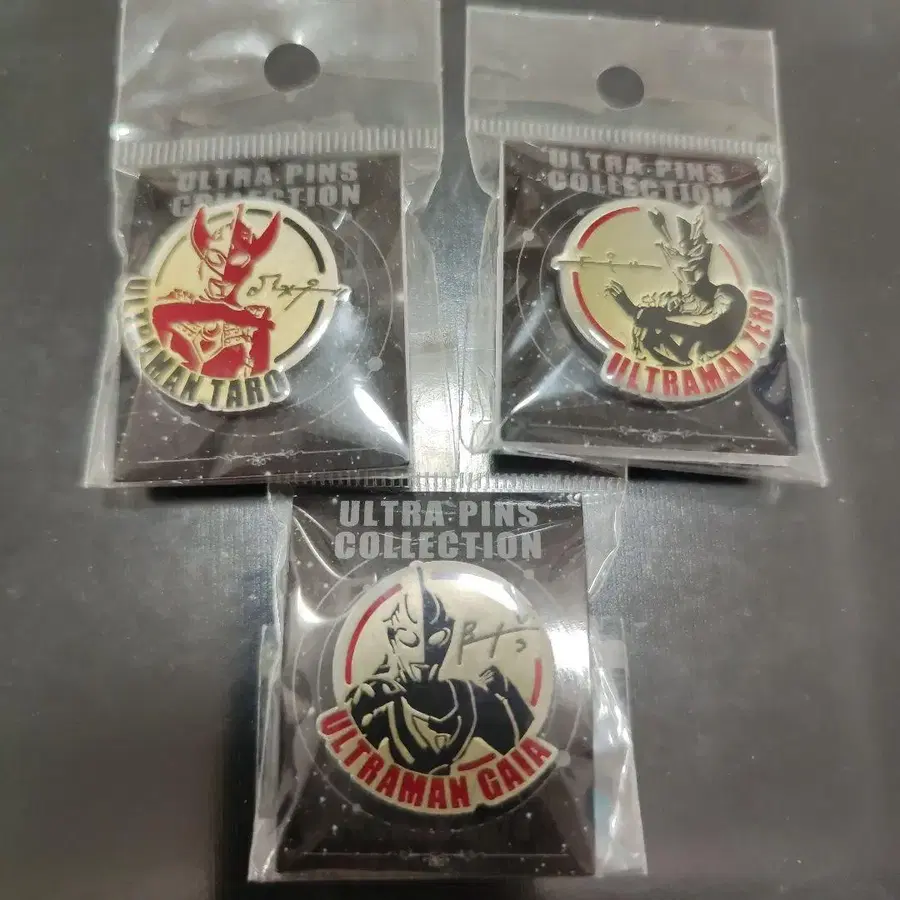 ULTRA PINS
COLLECTION
ULTRAMAN TARO
ULTRA PINS
COLLECTION
ULTRAMAN ZERO
ULTRA PINS
COLLECTION
ULTRAMAN GAIA